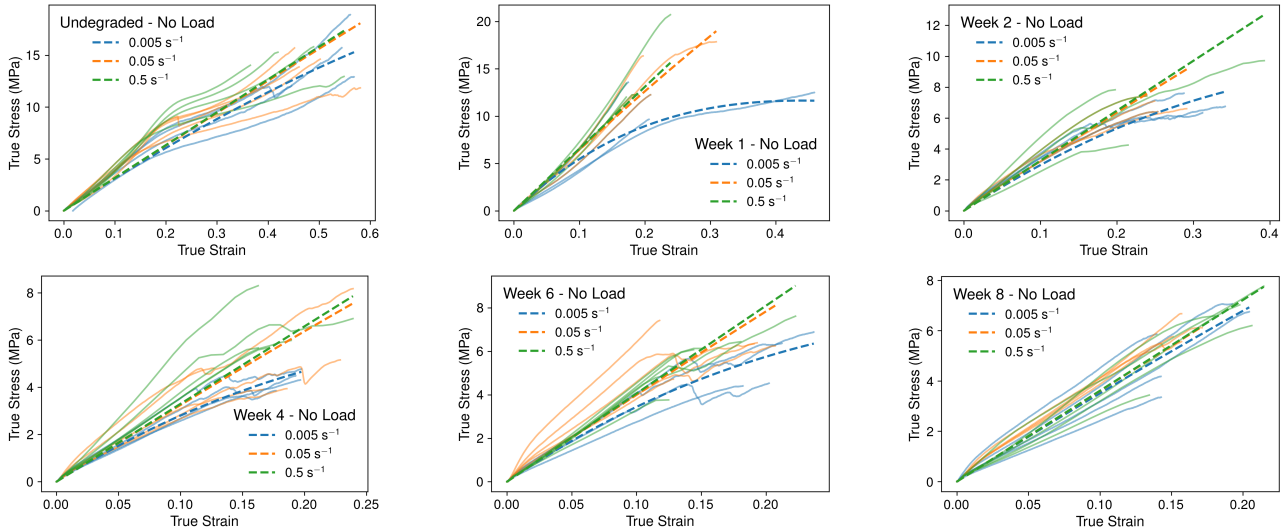 Undegraded - No Load
0.005 s⁻¹
0.05 s⁻¹
0.5 s⁻¹
True Stress (MPa)
15
10
5
0
0.0 0.1 0.2 0.3 0.4 0.5 0.6
True Strain
Week 1 - No Load
0.005 s⁻¹
0.05 s⁻¹
0.5 s⁻¹
True Stress (MPa)
20
15
10
5
0
0.0 0.1 0.2 0.3 0.4
True Strain
Week 2 - No Load
0.005 s⁻¹
0.05 s⁻¹
0.5 s⁻¹
True Stress (MPa)
12
10
8
6
4
2
0
0.0 0.1 0.2 0.3 0.4
True Strain
Week 4 - No Load
0.005 s⁻¹
0.05 s⁻¹
0.5 s⁻¹
True Stress (MPa)
8
6
4
2
0
0.00 0.05 0.10 0.15 0.20 0.25
True Strain
Week 6 - No Load
0.005 s⁻¹
0.05 s⁻¹
0.5 s⁻¹
True Stress (MPa)
8
6
4
2
0
0.00 0.05 0.10 0.15 0.20
True Strain
Week 8 - No Load
0.005 s⁻¹
0.05 s⁻¹
0.5 s⁻¹
True Stress (MPa)
8
6
4
2
0
0.00 0.05 0.10 0.15 0.20
True Strain